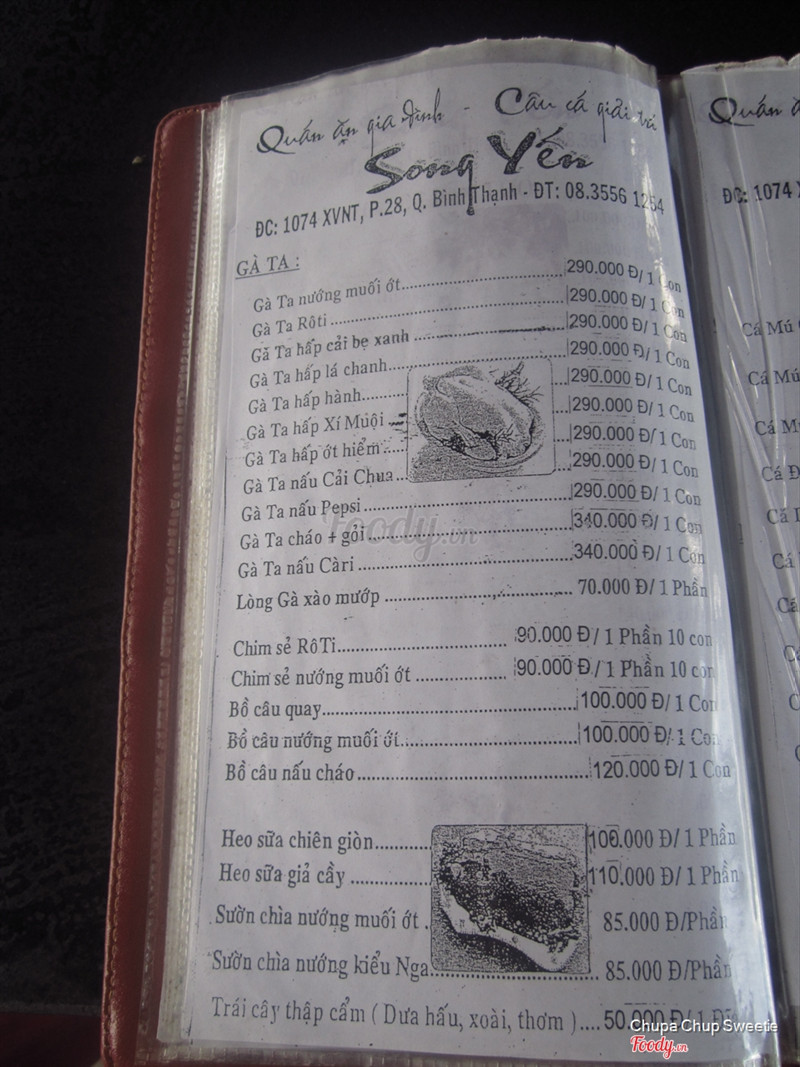 Quán ăn gia đình - Câu cá giải trí
Song Yến
ĐC: 1074 XVNT, P.28, Q. Bình Thạnh - ĐT: 08.3556 1264
GÀ TA :
Gà Ta nướng muối ớt......290.000 Đ/ 1 Con
Gà Ta Rôti......290.000 Đ/ 1 Con
Gà Ta hấp cải bẹ xanh......290.000 Đ/ 1 Con
Gà Ta hấp lá chanh......290.000 Đ/ 1 Con
Gà Ta hấp hành......290.000 Đ/ 1 Con
Gà Ta hấp Xí Muội......290.000 Đ/ 1 Con
Gà Ta hấp ớt hiểm......290.000 Đ/ 1 Con
Gà Ta nấu Cải Chua......290.000 Đ/ 1 Con
Gà Ta nấu Pepsi......290.000 Đ/ 1 Con
Gà Ta cháo + gỏi......340.000 Đ/ 1 Con
Gà Ta nấu Càri......340.000 Đ/ 1 Con
Lòng Gà xào mướp......70.000 Đ/ 1 Phần
Chim sẻ RôTi......90.000 Đ/ 1 Phần 10 con
Chim sẻ nướng muối ớt......90.000 Đ/ 1 Phần 10 con
Bồ câu quay......100.000 Đ/ 1 Con
Bồ câu nướng muối ớt......100.000 Đ/ 1 Con
Bồ câu nấu cháo......120.000 Đ/ 1 Con
Heo sữa chiên giòn......100.000 Đ/ 1 Phần
Heo sữa giả cầy......110.000 Đ/ 1 Phần
Sườn chìa nướng muối ớt......85.000 Đ/Phần
Sườn chìa nướng kiểu Nga......85.000 Đ/Phần
Trái cây thập cẩm ( Dưa hấu, xoài, thơm )....50.000 Đ/ 1
Quán
ĐC: 1074
Cá Mú
Cá Mú
Cá
Cá
Cá
Cá
Foody.vn
Chupa Chup Sweetie
Foody.vn